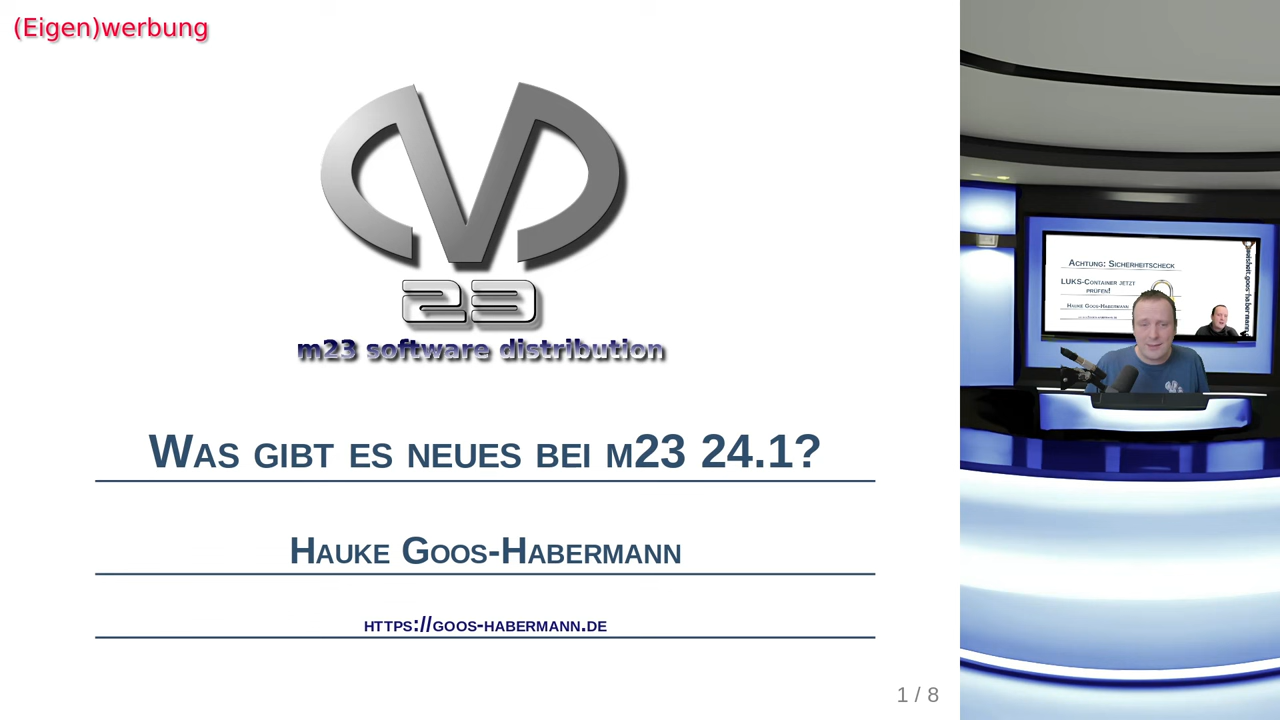 (Eigen)werbung
23
m23 software distribution
Was gibt es neues bei m23 24.1?
Hauke Goos-Habermann
https://goos-habermann.de
1 / 8
Achtung: Sicherheitscheck
LUKS-Container jetzt
prüfen!
Hauke Goos-Habermann